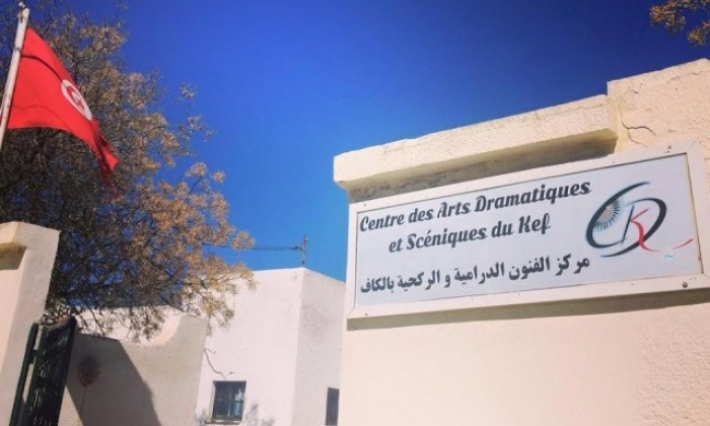 Centre des Arts Dramatiques
et Scéniques du Kef
مركز الفنون الدرامية و الركحية بالكاف